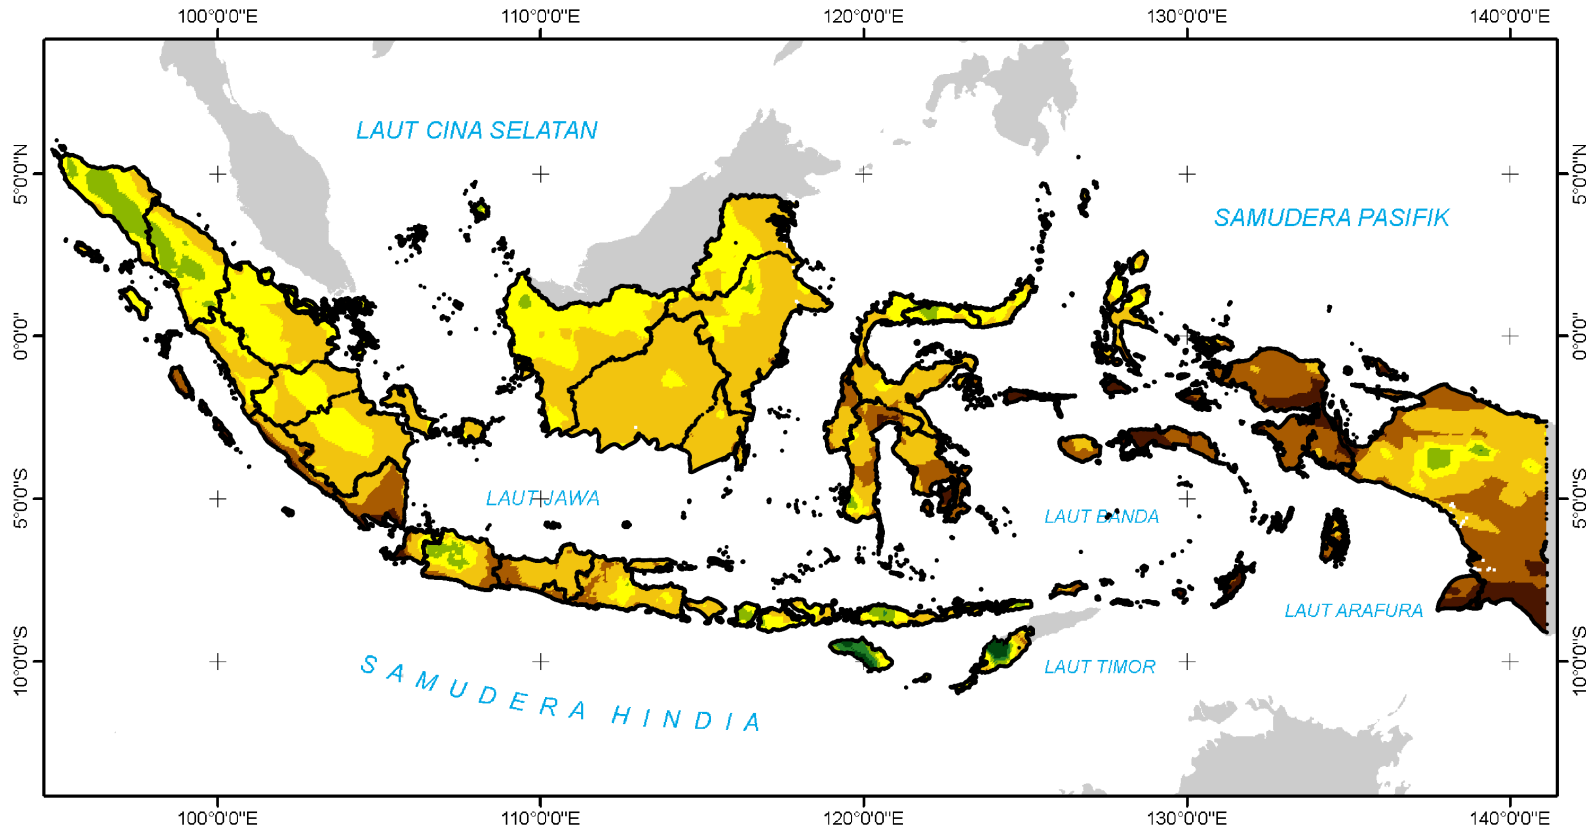 100°0'0"E 110°0'0"E 120°0'0"E 130°0'0"E 140°0'0"E
LAUT CINA SELATAN
5°0'0"N 5°0'0"N
SAMUDERA PASIFIK
0°0'0" 0°0'0"
5°0'0"S 5°0'0"S
LAUT JAWA
LAUT BANDA
LAUT ARAFURA
10°0'0"S 10°0'0"S
LAUT TIMOR
SAMUDERA HINDIA
100°0'0"E 110°0'0"E 120°0'0"E 130°0'0"E 140°0'0"E